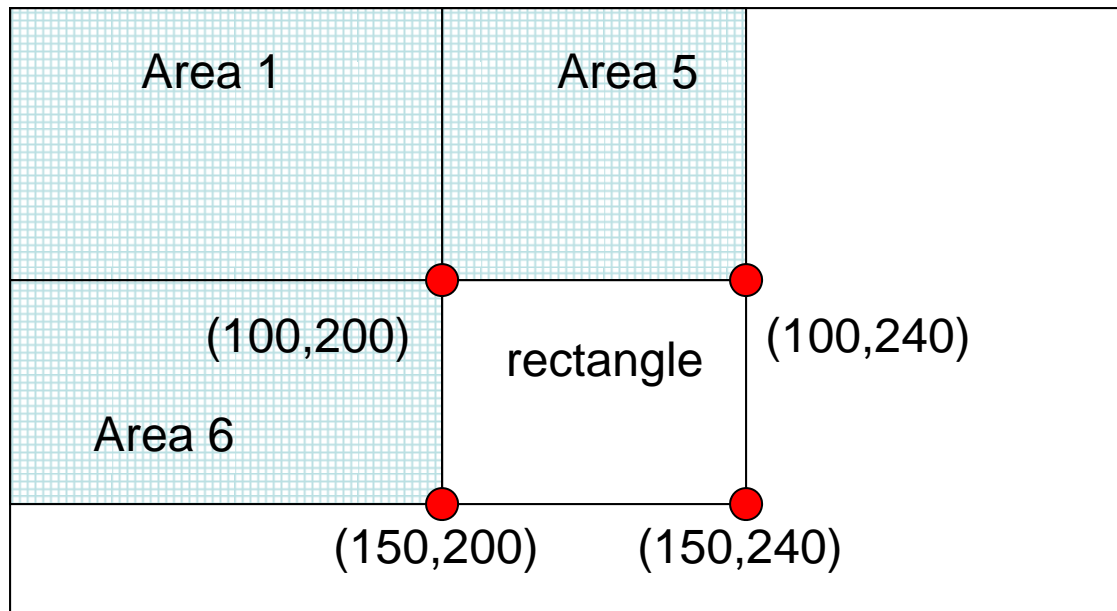 Area 1
Area 5
(100,200)
(100,240)
rectangle
Area 6
(150,200)
(150,240)